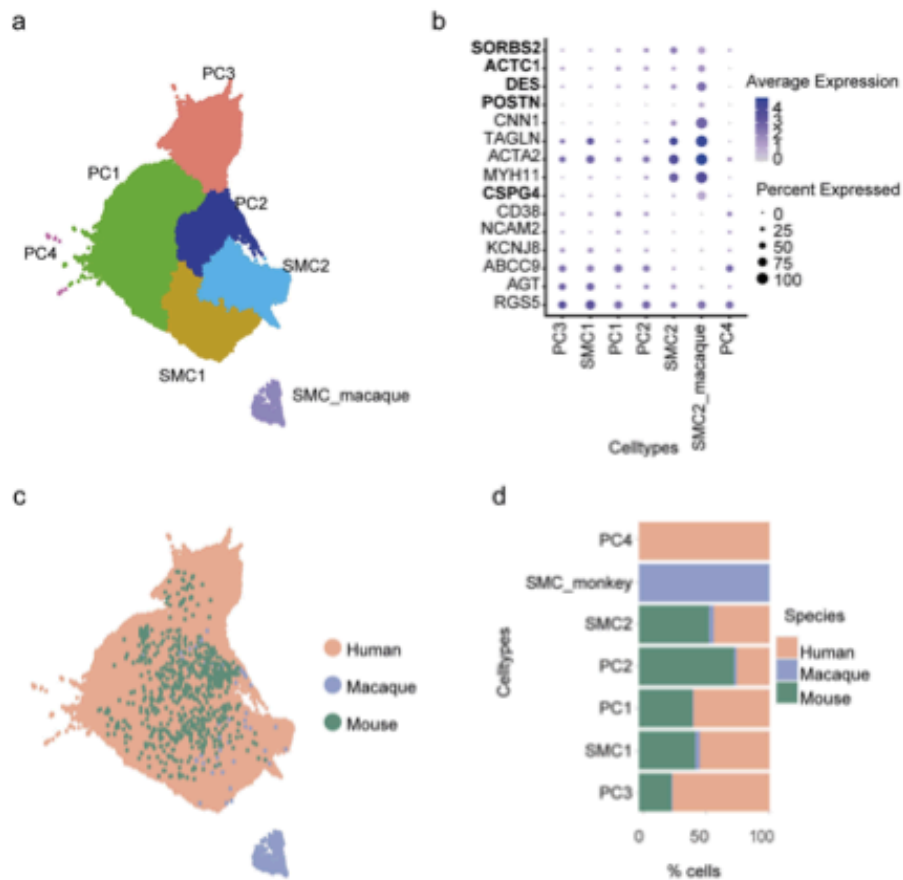 a
PC3
PC1
PC2
PC4
SMC2
SMC1
SMC_macaque
b
SORBS2
ACTC1
DES
POSTN
CNN1
TAGLN
ACTA2
MYH11
CSPG4
CD38
NCAM2
KCNJ8
ABCC9
AGT
RGS5
PC3
SMC1
PC1
PC2
SMC2
SMC2_macaque
PC4
Celltypes
Average Expression
4
3
2
1
0
Percent Expressed
0
25
50
75
100
c
Human
Macaque
Mouse
d
Celltypes
PC4
SMC_monkey
SMC2
PC2
PC1
SMC1
PC3
0 50 100
% cells
Species
Human
Macaque
Mouse